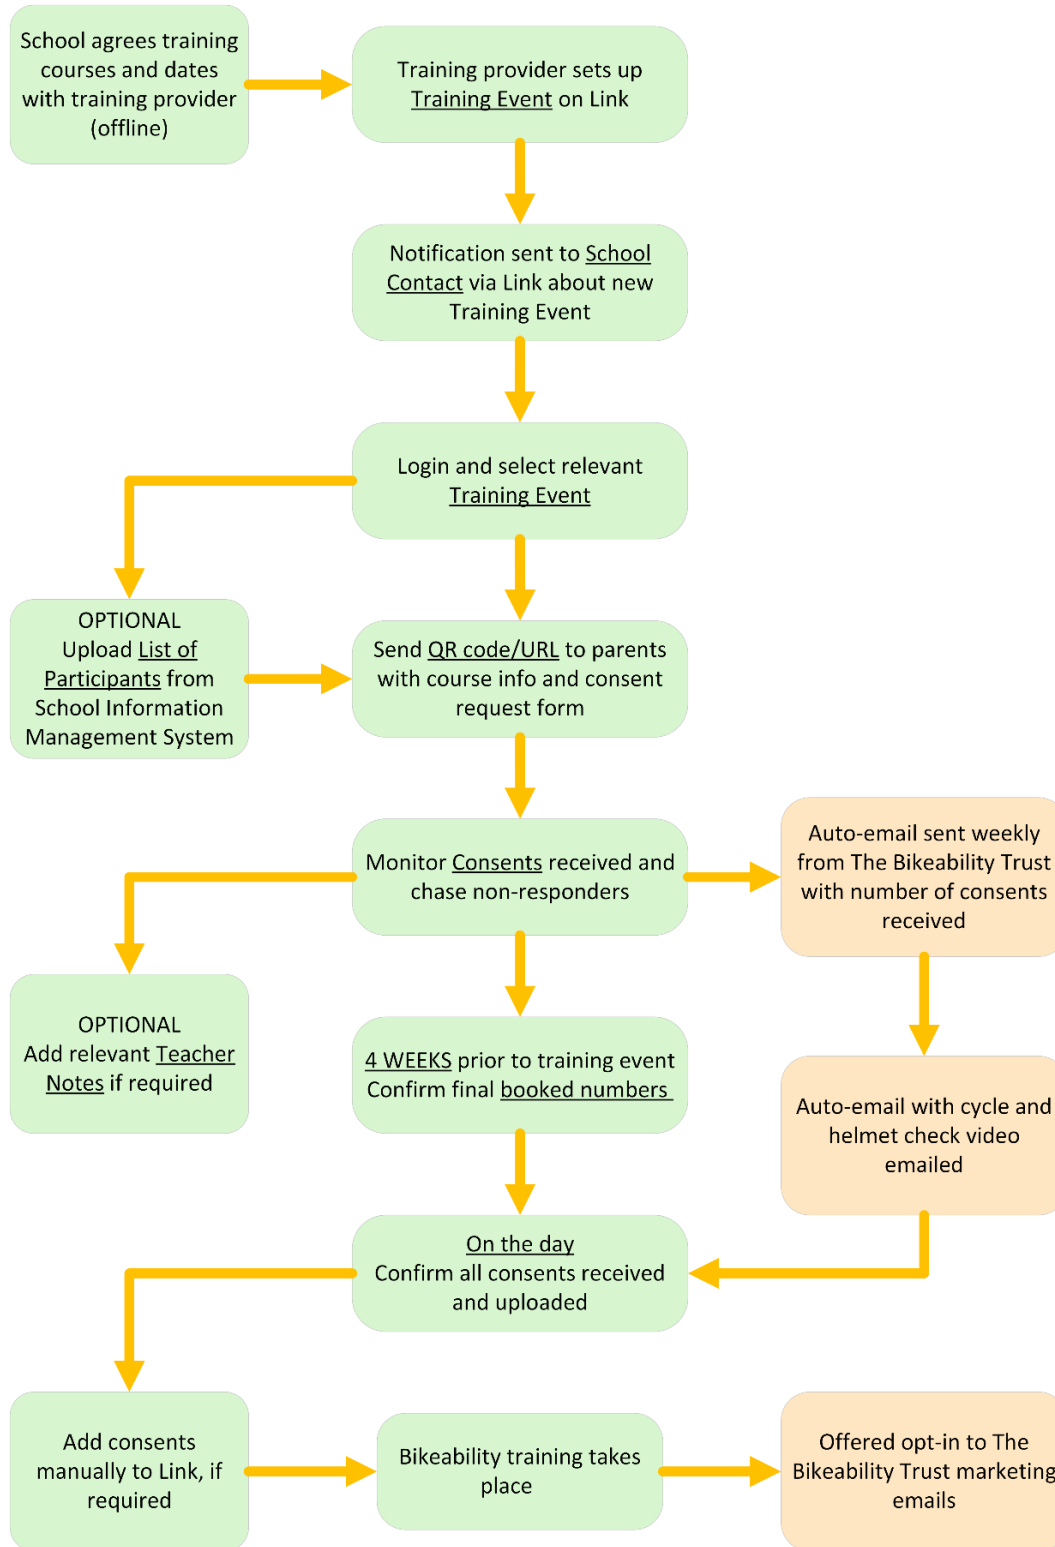 School agrees training
courses and dates
with training provider
(offline)
Training provider sets up
Training Event on Link
Notification sent to School
Contact via Link about new
Training Event
Login and select relevant
Training Event
OPTIONAL
Upload List of
Participants from
School Information
Management System
Send QR code/URL to parents
with course info and consent
request form
Monitor Consents received and
chase non-responders
Auto-email sent weekly
from The Bikeability Trust
with number of consents
received
OPTIONAL
Add relevant Teacher
Notes if required
4 WEEKS prior to training event
Confirm final booked numbers
Auto-email with cycle and
helmet check video
emailed
On the day
Confirm all consents received
and uploaded
Add consents
manually to Link, if
required
Bikeability training takes
place
Offered opt-in to The
Bikeability Trust marketing
emails